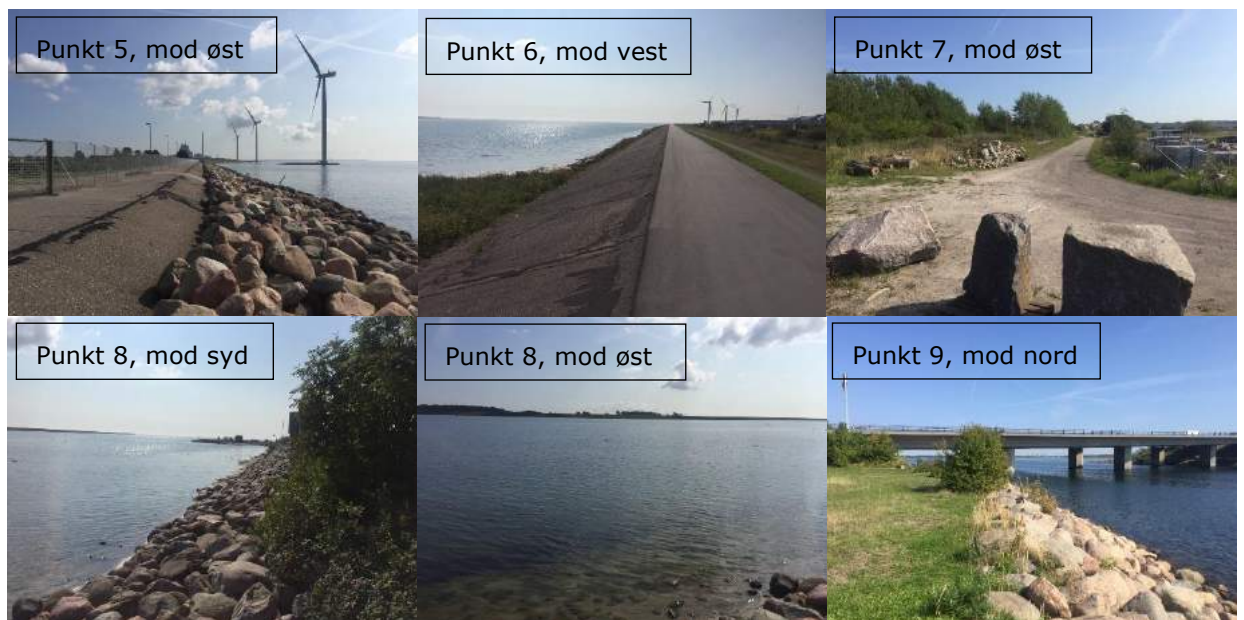 Punkt 5, mod øst
Punkt 6, mod vest
Punkt 7, mod øst
Punkt 8, mod syd
Punkt 8, mod øst
Punkt 9, mod nord